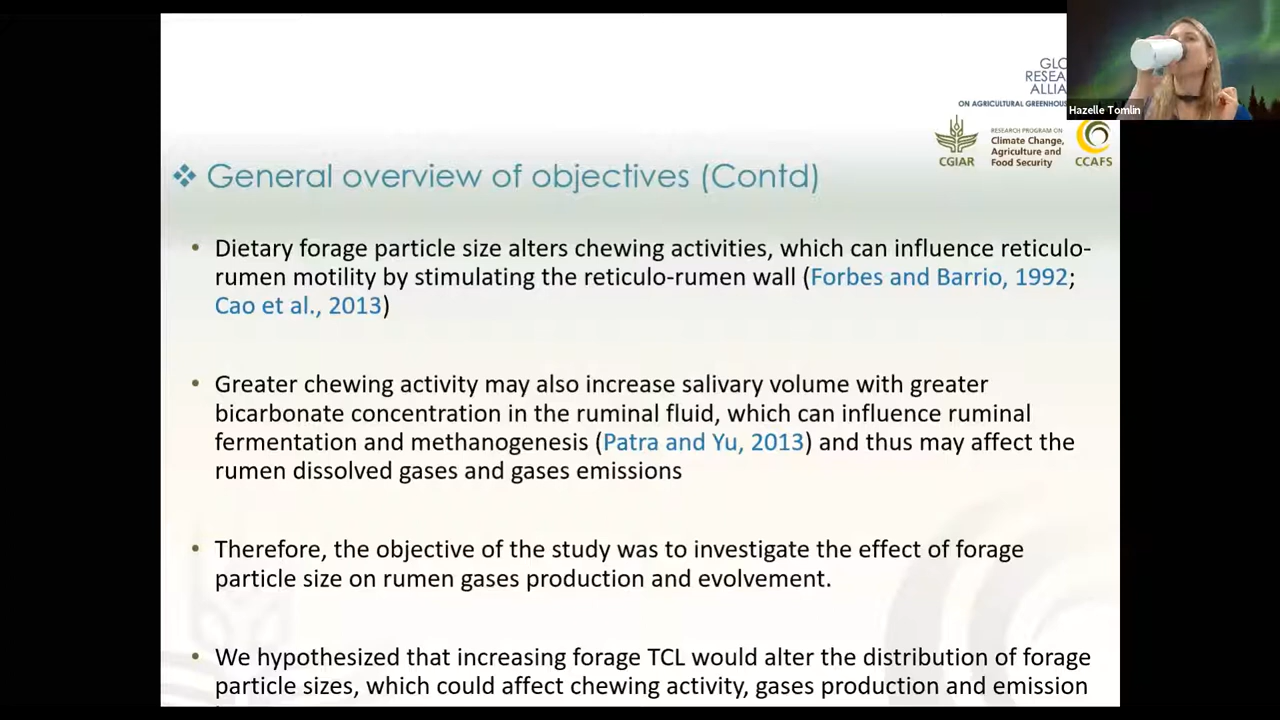 GLO
RESEA
ALLIA
ON AGRICULTURAL GREENHOUS
Hazelle Tomlin
CGIAR
RESEARCH PROGRAM ON
Climate Change,
Agriculture and
Food Security
CCAFS
❖ General overview of objectives (Contd)
• Dietary forage particle size alters chewing activities, which can influence reticulo-
rumen motility by stimulating the reticulo-rumen wall (Forbes and Barrio, 1992;
Cao et al., 2013)
• Greater chewing activity may also increase salivary volume with greater
bicarbonate concentration in the ruminal fluid, which can influence ruminal
fermentation and methanogenesis (Patra and Yu, 2013) and thus may affect the
rumen dissolved gases and gases emissions
• Therefore, the objective of the study was to investigate the effect of forage
particle size on rumen gases production and evolvement.
• We hypothesized that increasing forage TCL would alter the distribution of forage
particle sizes, which could affect chewing activity, gases production and emission